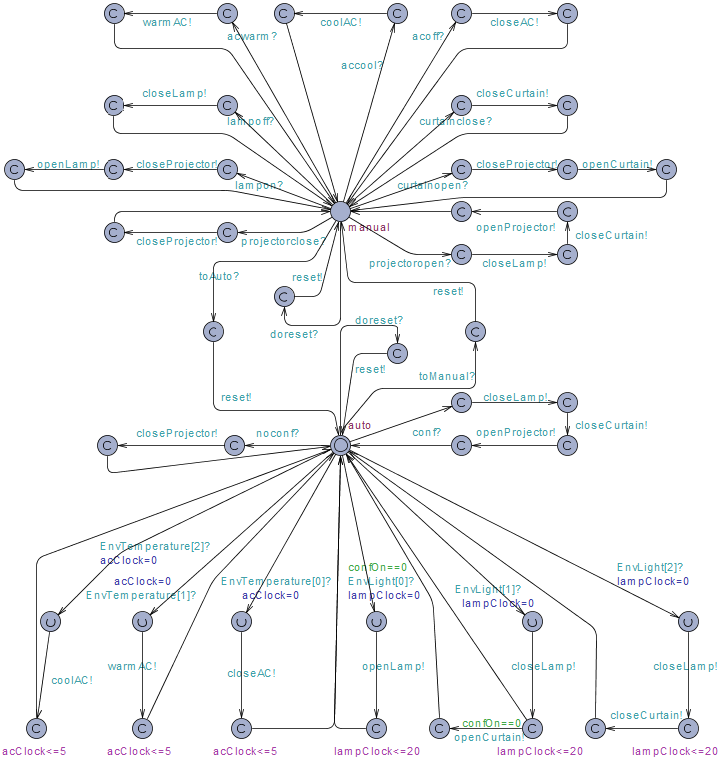 warmAC!
coolAC!
closeAC!
acwarm?
acoff?
accool?
closeLamp!
closeCurtain!
lampoff?
curtainclose?
openLamp!
closeProjector!
closeProjector!
openCurtain!
lampon?
curtainopen?
manual
openProjector!
closeProjector!
projectorclose?
closeCurtain!
projectoropen?
closeLamp!
toAuto?
reset!
reset!
doreset?
doreset?
reset!
toManual?
reset!
closeLamp!
auto
closeCurtain!
closeProjector!
noconf?
conf?
openProjector!
EnvTemperature[2]?
acClock=0
acClock=0
EnvTemperature[1]?
EnvTemperature[0]?
acClock=0
confOn==0
EnvLight[0]?
lampClock=0
EnvLight[1]?
lampClock=0
EnvLight[2]?
lampClock=0
coolAC!
warmAC!
closeAC!
openLamp!
closeLamp!
closeLamp!
confOn==0
openCurtain!
closeCurtain!
acClock<=5
acClock<=5
acClock<=5
lampClock<=20
lampClock<=20
lampClock<=20